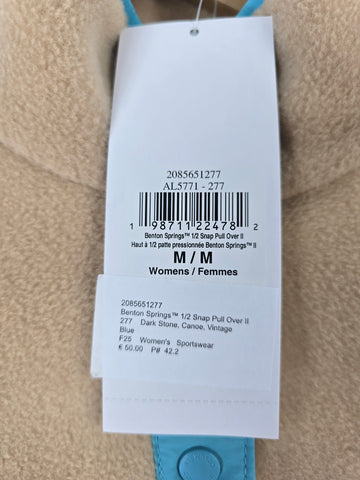 2085651277
AL5771 - 277
1 98711 22478 2
Benton Springs™ 1/2 Snap Pull Over II
Haut à 1/2 patte pressionnée Benton Springs™ II
M / M
Womens / Femmes
2085651277
Benton Springs™ 1/2 Snap Pull Over II
277 Dark Stone, Canoe, Vintage
Blue
F25 Women's Sportswear
€ 50.00 P# 42.2